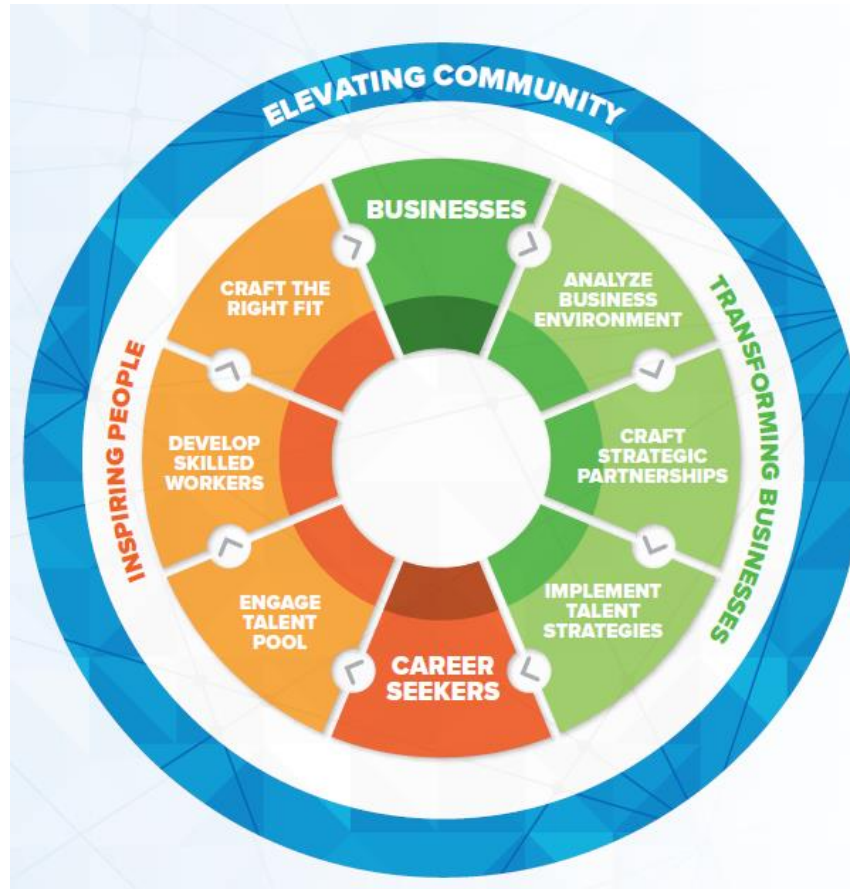 ELEVATING COMMUNITY
BUSINESSES
ANALYZE
BUSINESS
ENVIRONMENT
CRAFT
STRATEGIC
PARTNERSHIPS
IMPLEMENT
TALENT
STRATEGIES
TRANSFORMING BUSINESSES
CAREER
SEEKERS
ENGAGE
TALENT
POOL
DEVELOP
SKILLED
WORKERS
CRAFT THE
RIGHT FIT
INSPIRING PEOPLE